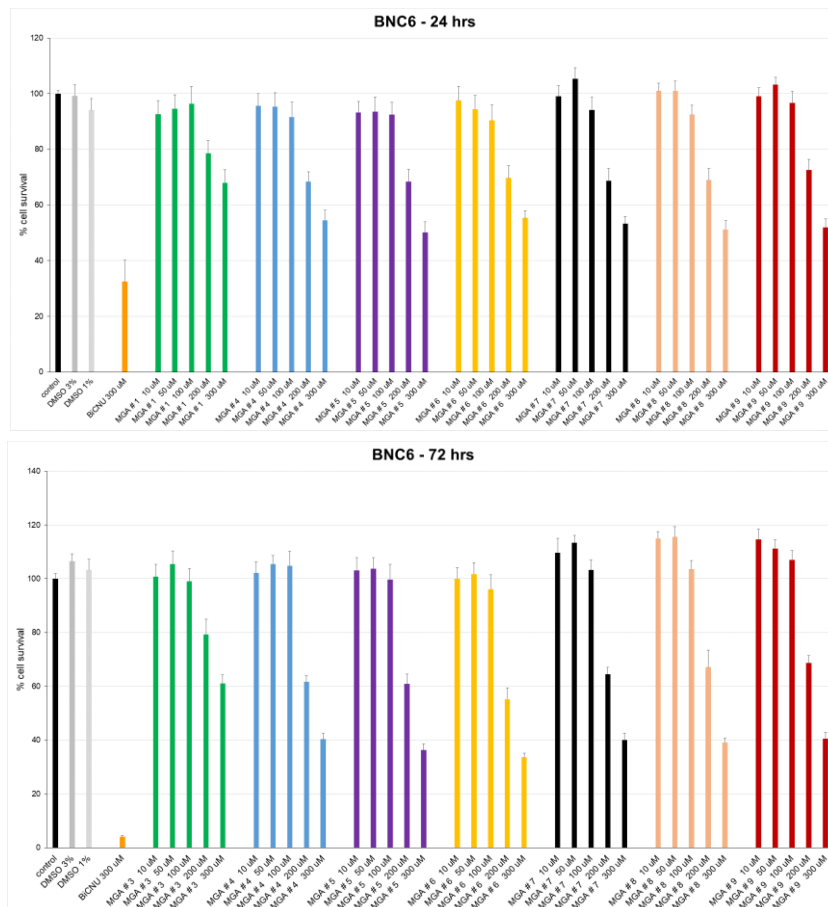 BNC6 - 24 hrs
120
100
80
60
40
20
0
% cell survival
control
DMSO 3%
DMSO 1%
BiCNU 300 uM
MGA # 1 10 uM
MGA # 1 50 uM
MGA # 1 100 uM
MGA # 1 200 uM
MGA # 1 300 uM
MGA # 4 10 uM
MGA # 4 50 uM
MGA # 4 100 uM
MGA # 4 200 uM
MGA # 4 300 uM
MGA # 5 10 uM
MGA # 5 50 uM
MGA # 5 100 uM
MGA # 5 200 uM
MGA # 5 300 uM
MGA # 6 10 uM
MGA # 6 50 uM
MGA # 6 100 uM
MGA # 6 200 uM
MGA # 6 300 uM
MGA # 7 10 uM
MGA # 7 50 uM
MGA # 7 100 uM
MGA # 7 200 uM
MGA # 7 300 uM
MGA # 8 10 uM
MGA # 8 50 uM
MGA # 8 100 uM
MGA # 8 200 uM
MGA # 8 300 uM
MGA # 9 10 uM
MGA # 9 50 uM
MGA # 9 100 uM
MGA # 9 200 uM
MGA # 9 300 uM
BNC6 - 72 hrs
140
120
100
80
60
40
20
0
% cell survival
control
DMSO 3%
DMSO 1%
BiCNU 300 uM
MGA # 3 10 uM
MGA # 3 50 uM
MGA # 3 100 uM
MGA # 3 200 uM
MGA # 3 300 uM
MGA # 4 10 uM
MGA # 4 50 uM
MGA # 4 100 uM
MGA # 4 200 uM
MGA # 4 300 uM
MGA # 5 10 uM
MGA # 5 50 uM
MGA # 5 100 uM
MGA # 5 200 uM
MGA # 5 300 uM
MGA # 6 10 uM
MGA # 6 50 uM
MGA # 6 100 uM
MGA # 6 200 uM
MGA # 6 300 uM
MGA # 7 10 uM
MGA # 7 50 uM
MGA # 7 100 uM
MGA # 7 200 uM
MGA # 7 300 uM
MGA # 8 10 uM
MGA # 8 50 uM
MGA # 8 100 uM
MGA # 8 200 uM
MGA # 8 300 uM
MGA # 9 10 uM
MGA # 9 50 uM
MGA # 9 100 uM
MGA # 9 200 uM
MGA # 9 300 uM